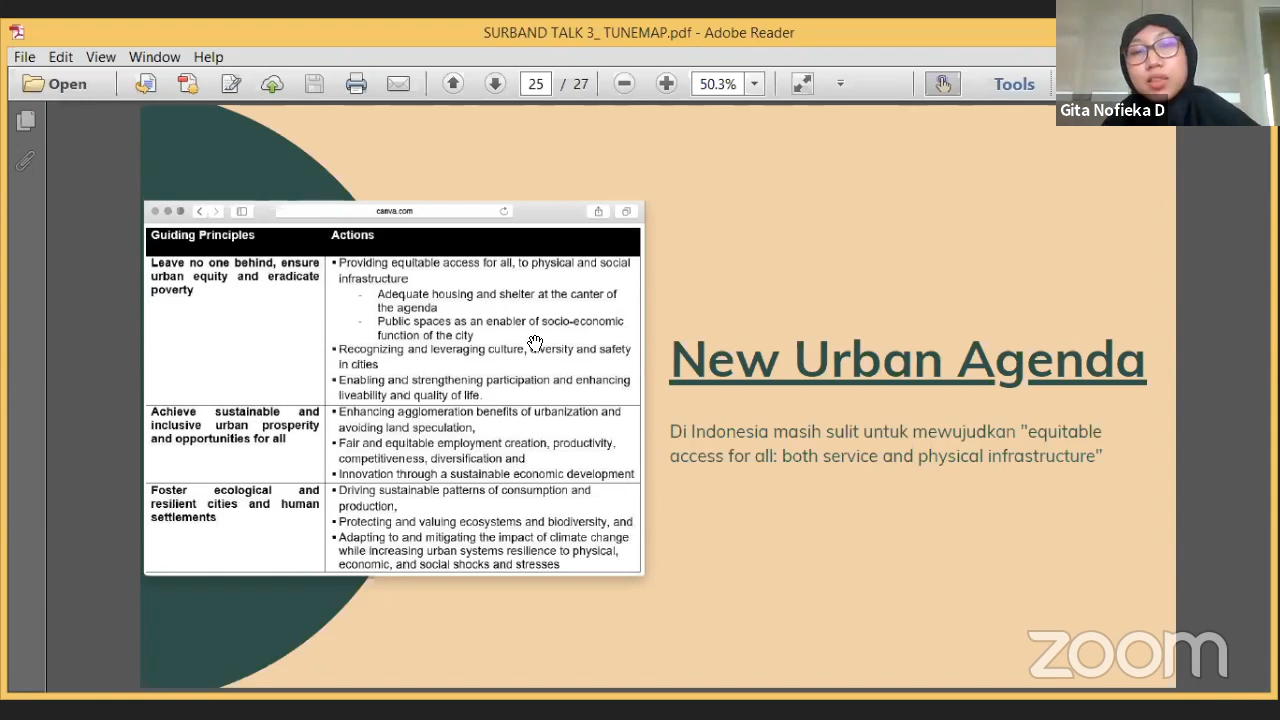 SURBAND TALK 3_ TUNEMAP.pdf - Adobe Reader
File Edit View Window Help
Open 25 / 27 50.3% Tools
Gita Nofieka D
canva.com
Guiding Principles Actions
Leave no one behind, ensure
urban equity and eradicate
poverty
▪ Providing equitable access for all, to physical and social
infrastructure
- Adequate housing and shelter at the canter of
the agenda
- Public spaces as an enabler of socio-economic
function of the city
▪ Recognizing and leveraging culture, diversity and safety
in cities
▪ Enabling and strengthening participation and enhancing
liveability and quality of life.
Achieve sustainable and
inclusive urban prosperity
and opportunities for all
▪ Enhancing agglomeration benefits of urbanization and
avoiding land speculation,
▪ Fair and equitable employment creation, productivity,
competitiveness, diversification and
▪ Innovation through a sustainable economic development
Foster ecological and
resilient cities and human
settlements
▪ Driving sustainable patterns of consumption and
production,
▪ Protecting and valuing ecosystems and biodiversity, and
▪ Adapting to and mitigating the impact of climate change
while increasing urban systems resilience to physical,
economic, and social shocks and stresses
New Urban Agenda
Di Indonesia masih sulit untuk mewujudkan "equitable
access for all: both service and physical infrastructure"
zoom